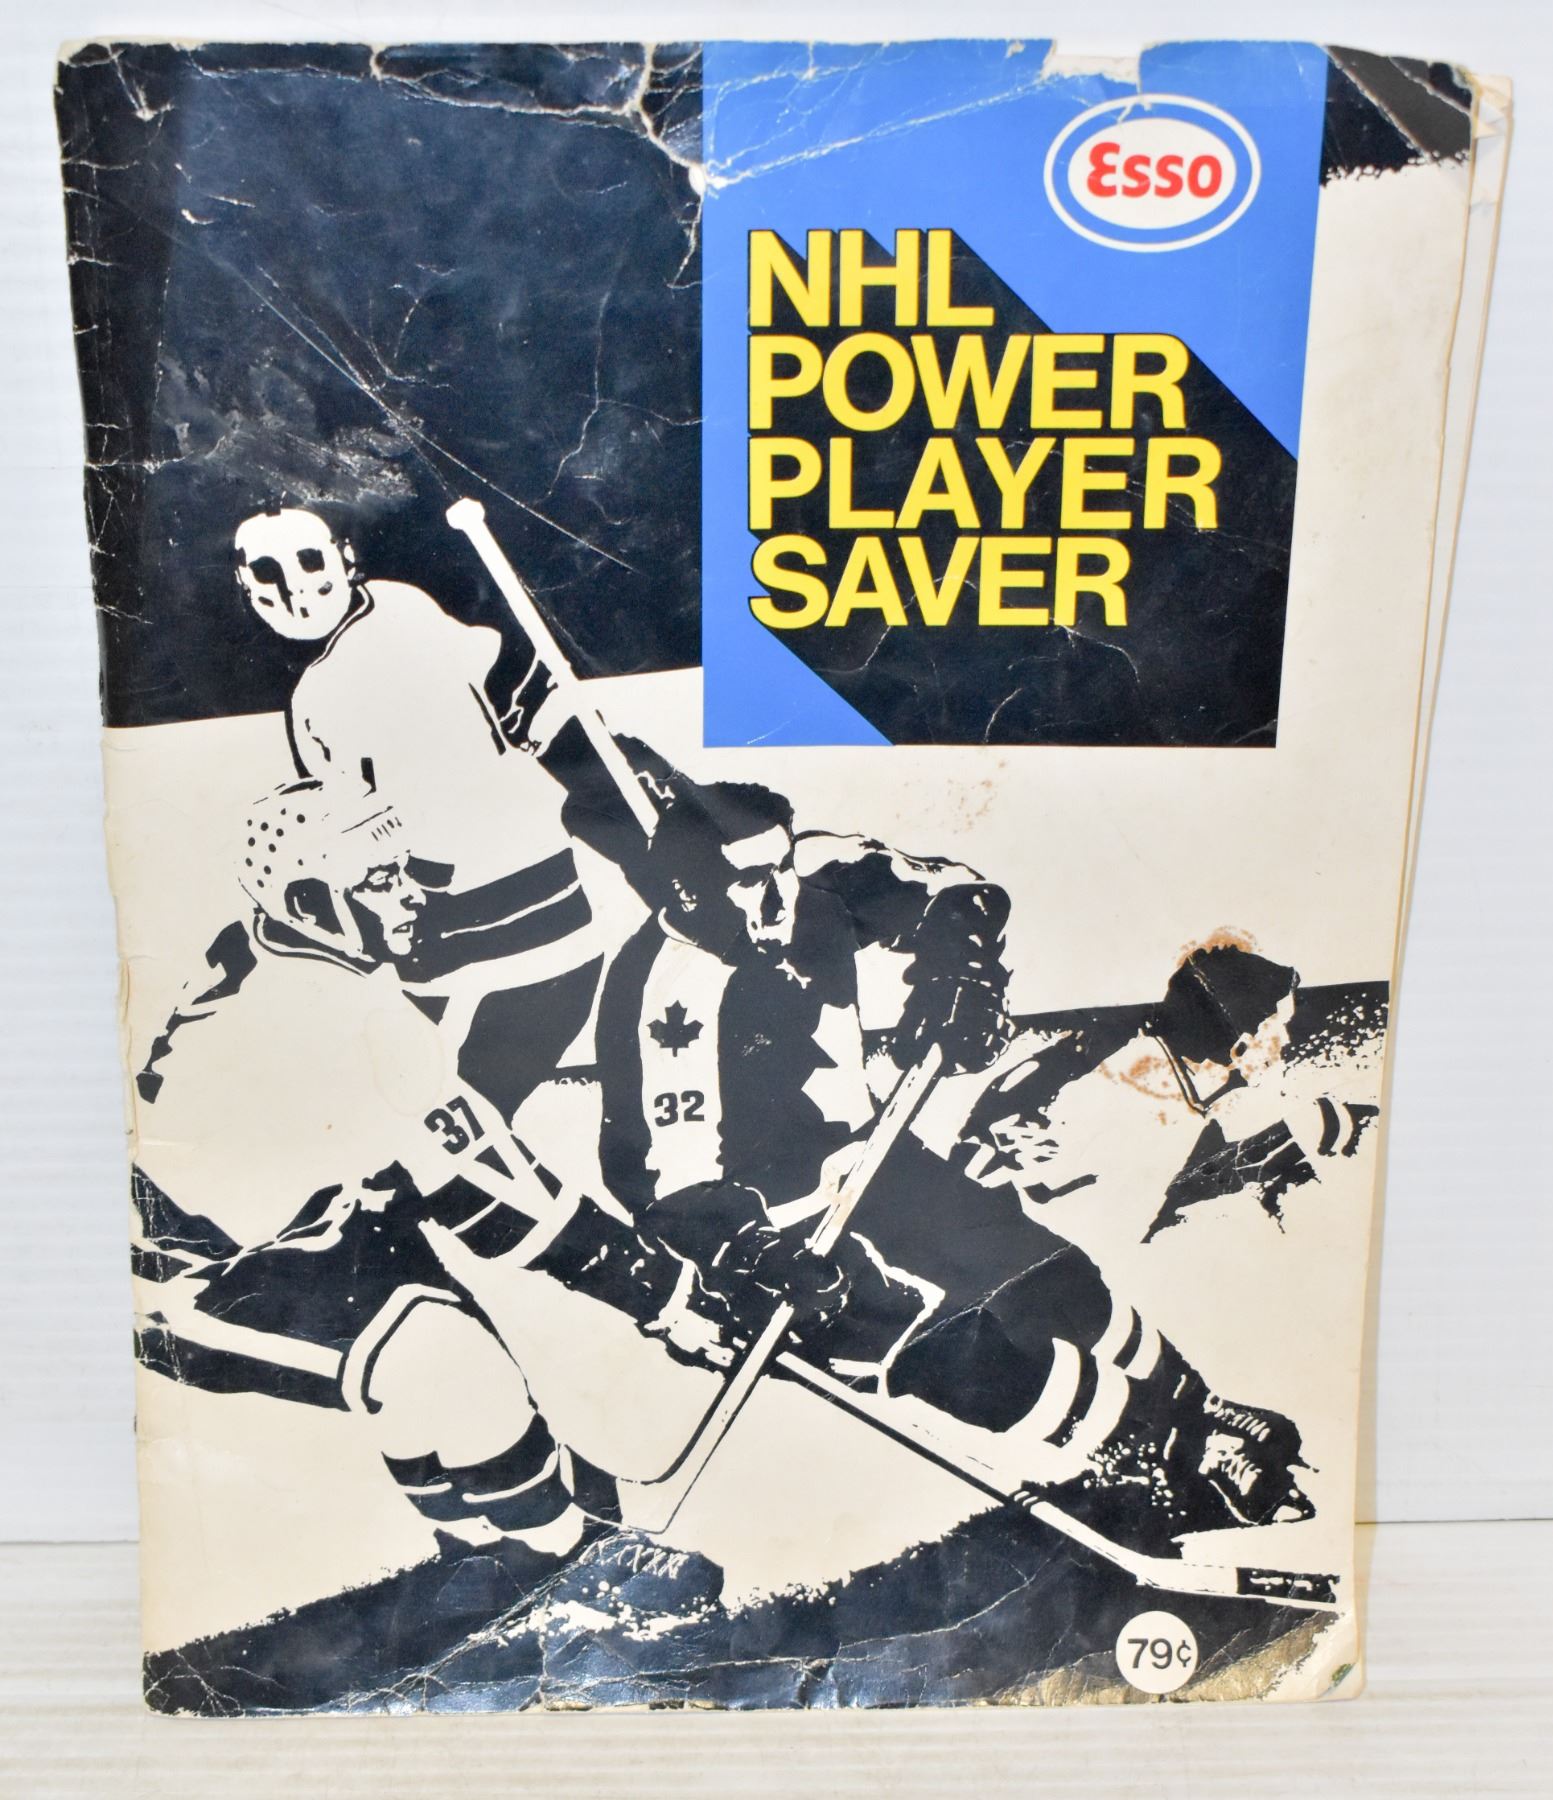 Esso
NHL
POWER
PLAYER
SAVER
32
37
79¢